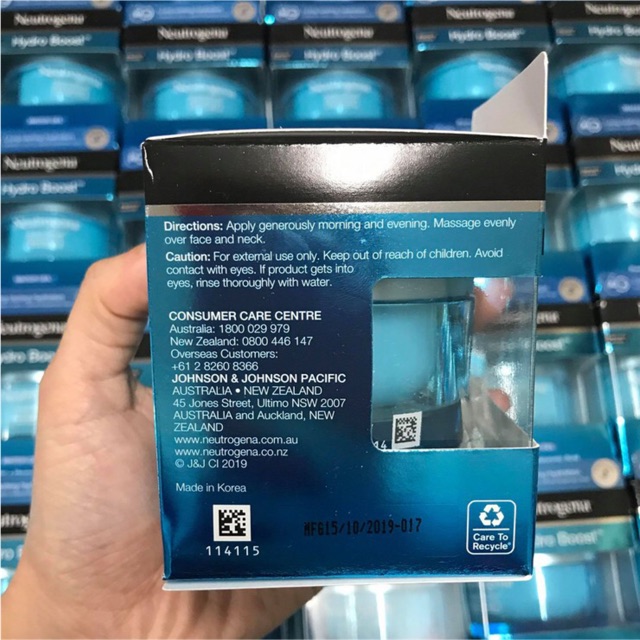 Neutrogena
Hydro Boost
Neutrogena
Hydro Boost
Directions: Apply generously morning and evening. Massage evenly
over face and neck.
Caution: For external use only. Keep out of reach of children. Avoid
contact with eyes. If product gets into
eyes, rinse thoroughly with water.
CONSUMER CARE CENTRE
Australia: 1800 029 979
New Zealand: 0800 446 147
Overseas Customers:
+61 2 8260 8366
JOHNSON & JOHNSON PACIFIC
AUSTRALIA • NEW ZEALAND
45 Jones Street, Ultimo NSW 2007
AUSTRALIA and Auckland, NEW
ZEALAND
www.neutrogena.com.au
www.neutrogena.co.nz
© J&J CI 2019
Made in Korea
114115
MFG15/10/2019-017
Care To
Recycle